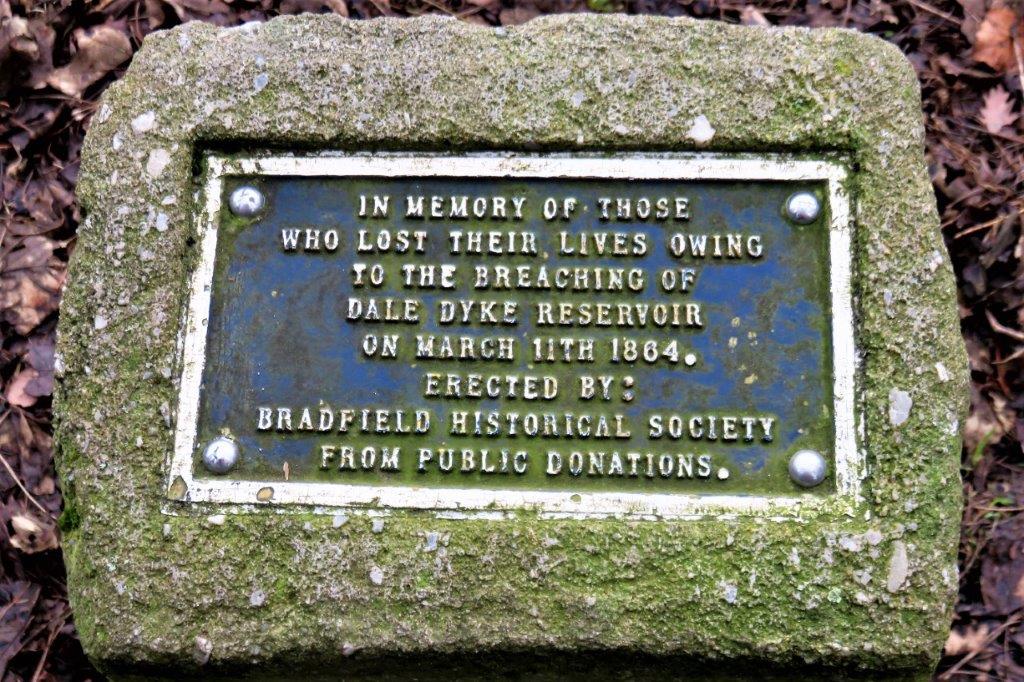 IN MEMORY OF THOSE
WHO LOST THEIR LIVES OWING
TO THE BREACHING OF
DALE DYKE RESERVOIR
ON MARCH 11TH 1864.
ERECTED BY:
BRADFIELD HISTORICAL SOCIETY
FROM PUBLIC DONATIONS.